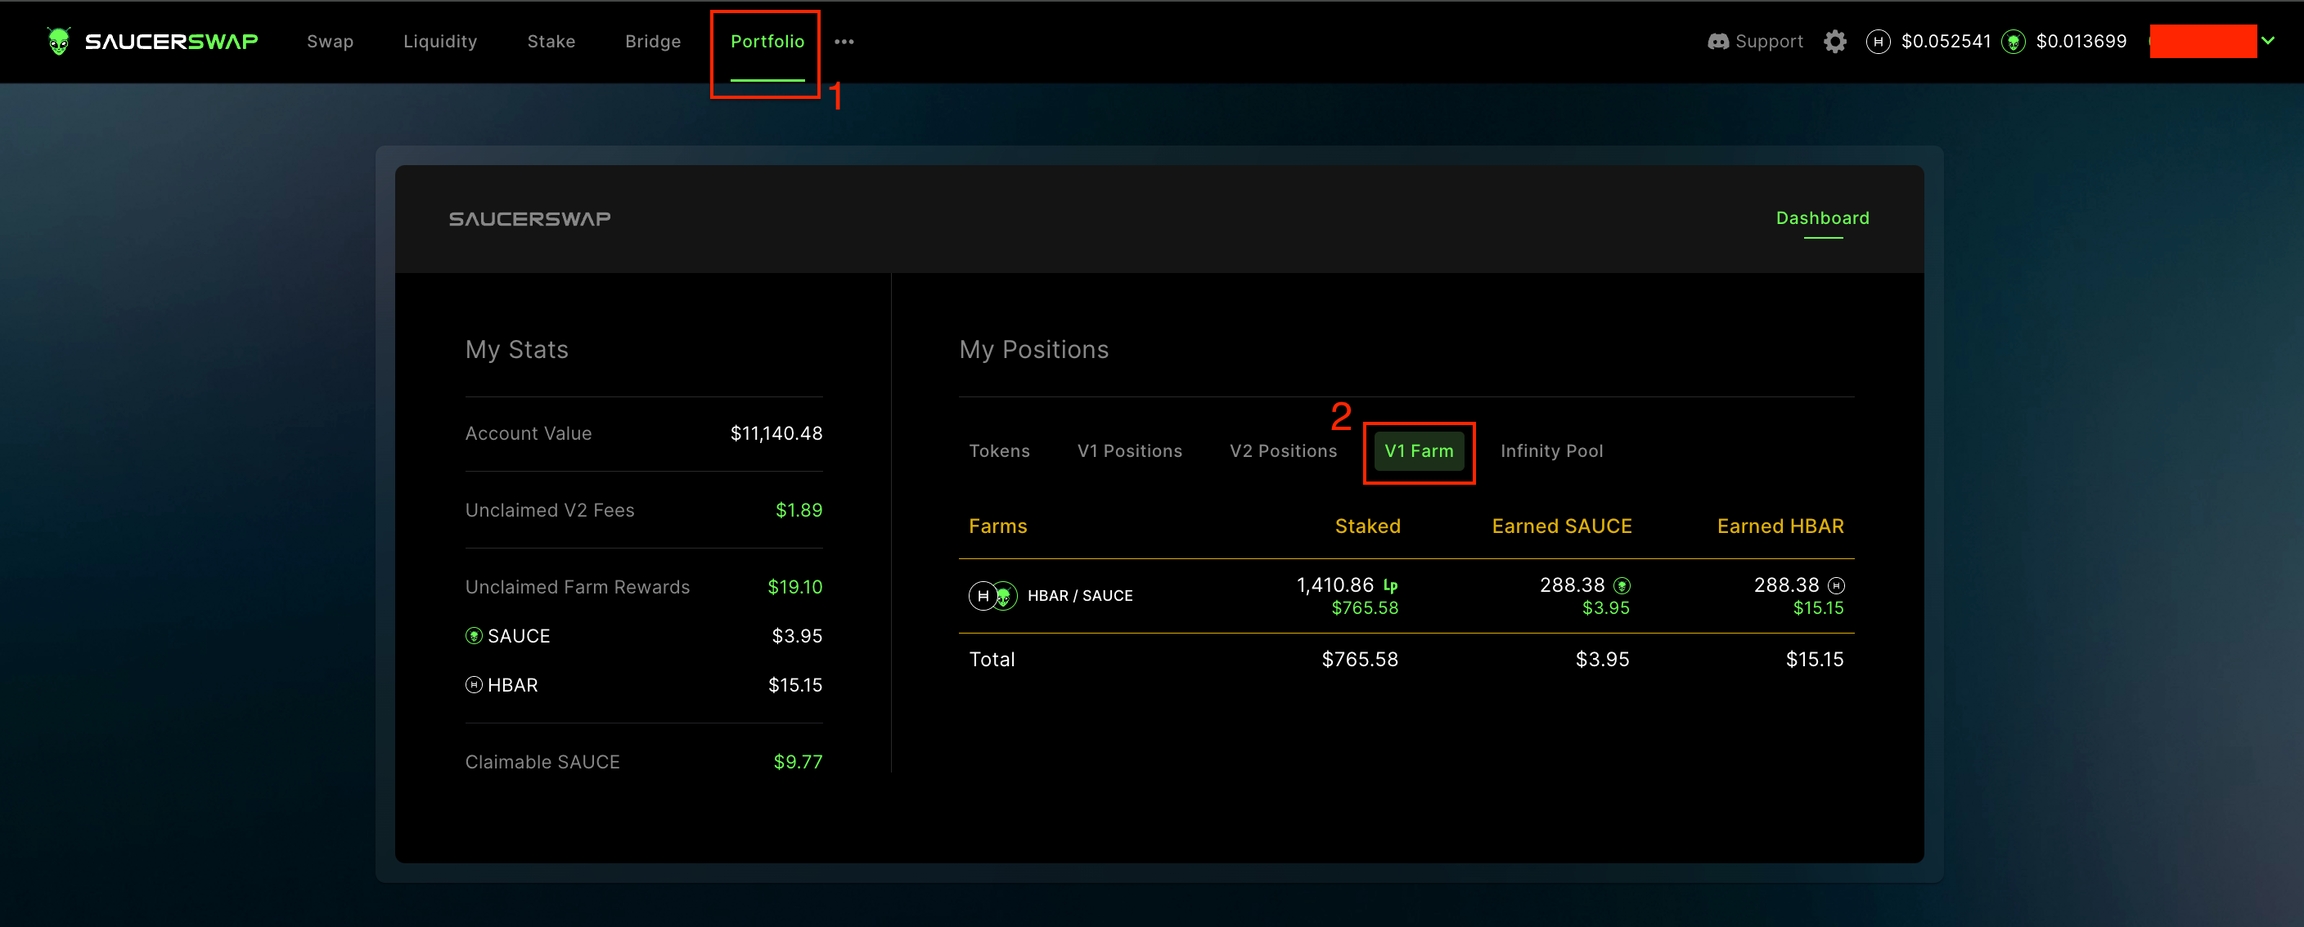 SAUCERSWAP Swap Liquidity Stake Bridge Portfolio ••• Support $0.052541 $0.013699
1
SAUCERSWAP Dashboard
My Stats
Account Value $11,140.48
Unclaimed V2 Fees $1.89
Unclaimed Farm Rewards $19.10
SAUCE $3.95
HBAR $15.15
Claimable SAUCE $9.77
My Positions
2
Tokens V1 Positions V2 Positions V1 Farm Infinity Pool
Farms Staked Earned SAUCE Earned HBAR
HBAR / SAUCE 1,410.86 Lp 288.38 288.38
$765.58 $3.95 $15.15
Total $765.58 $3.95 $15.15